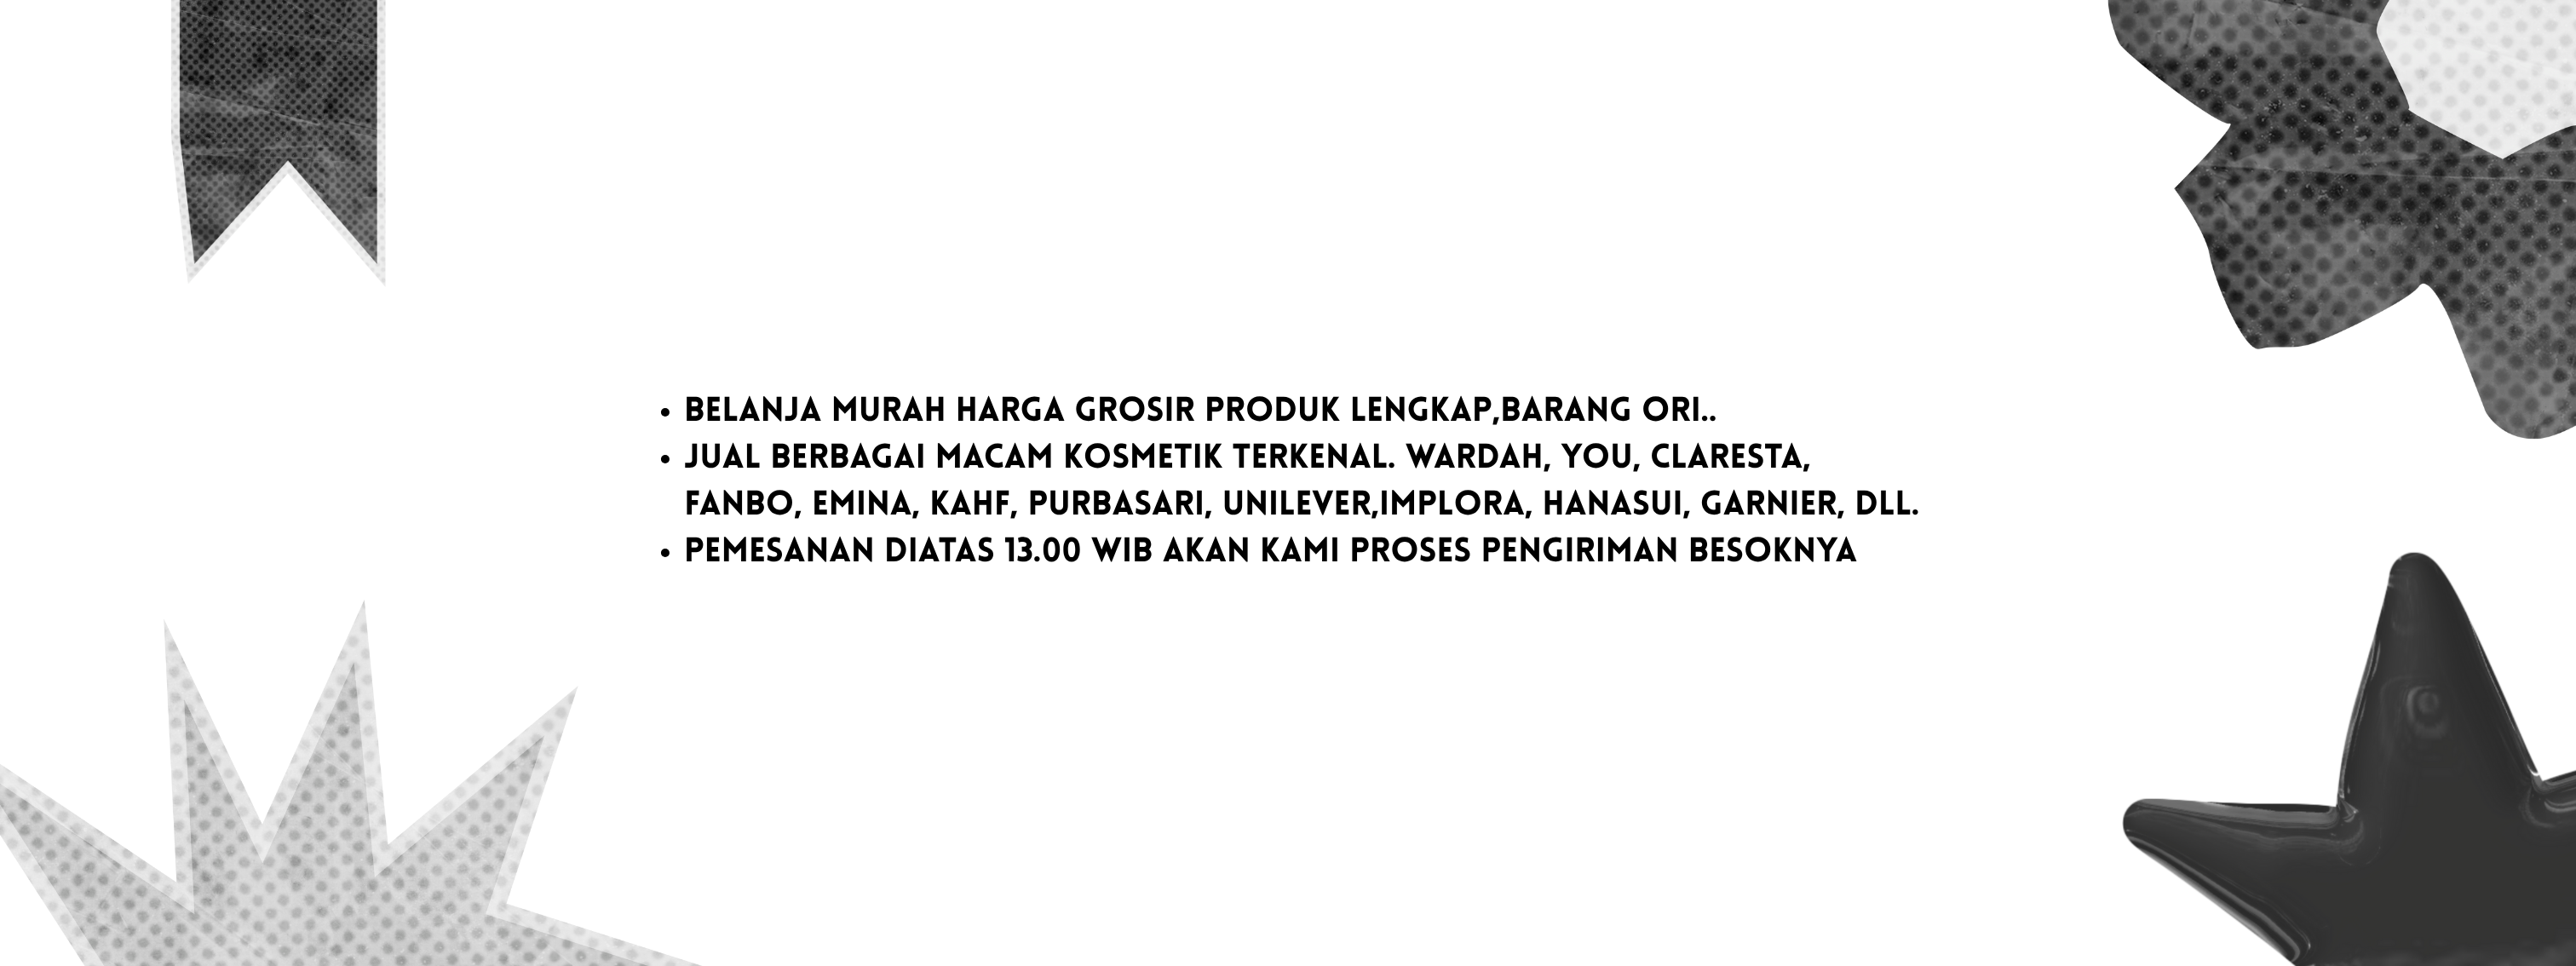 • BELANJA MURAH HARGA GROSIR PRODUK LENGKAP,BARANG ORI..
• JUAL BERBAGAI MACAM KOSMETIK TERKENAL. WARDAH, YOU, CLARESTA,
FANBO, EMINA, KAHF, PURBASARI, UNILEVER,IMPLORA, HANASUI, GARNIER, DLL.
• PEMESANAN DIATAS 13.00 WIB AKAN KAMI PROSES PENGIRIMAN BESOKNYA